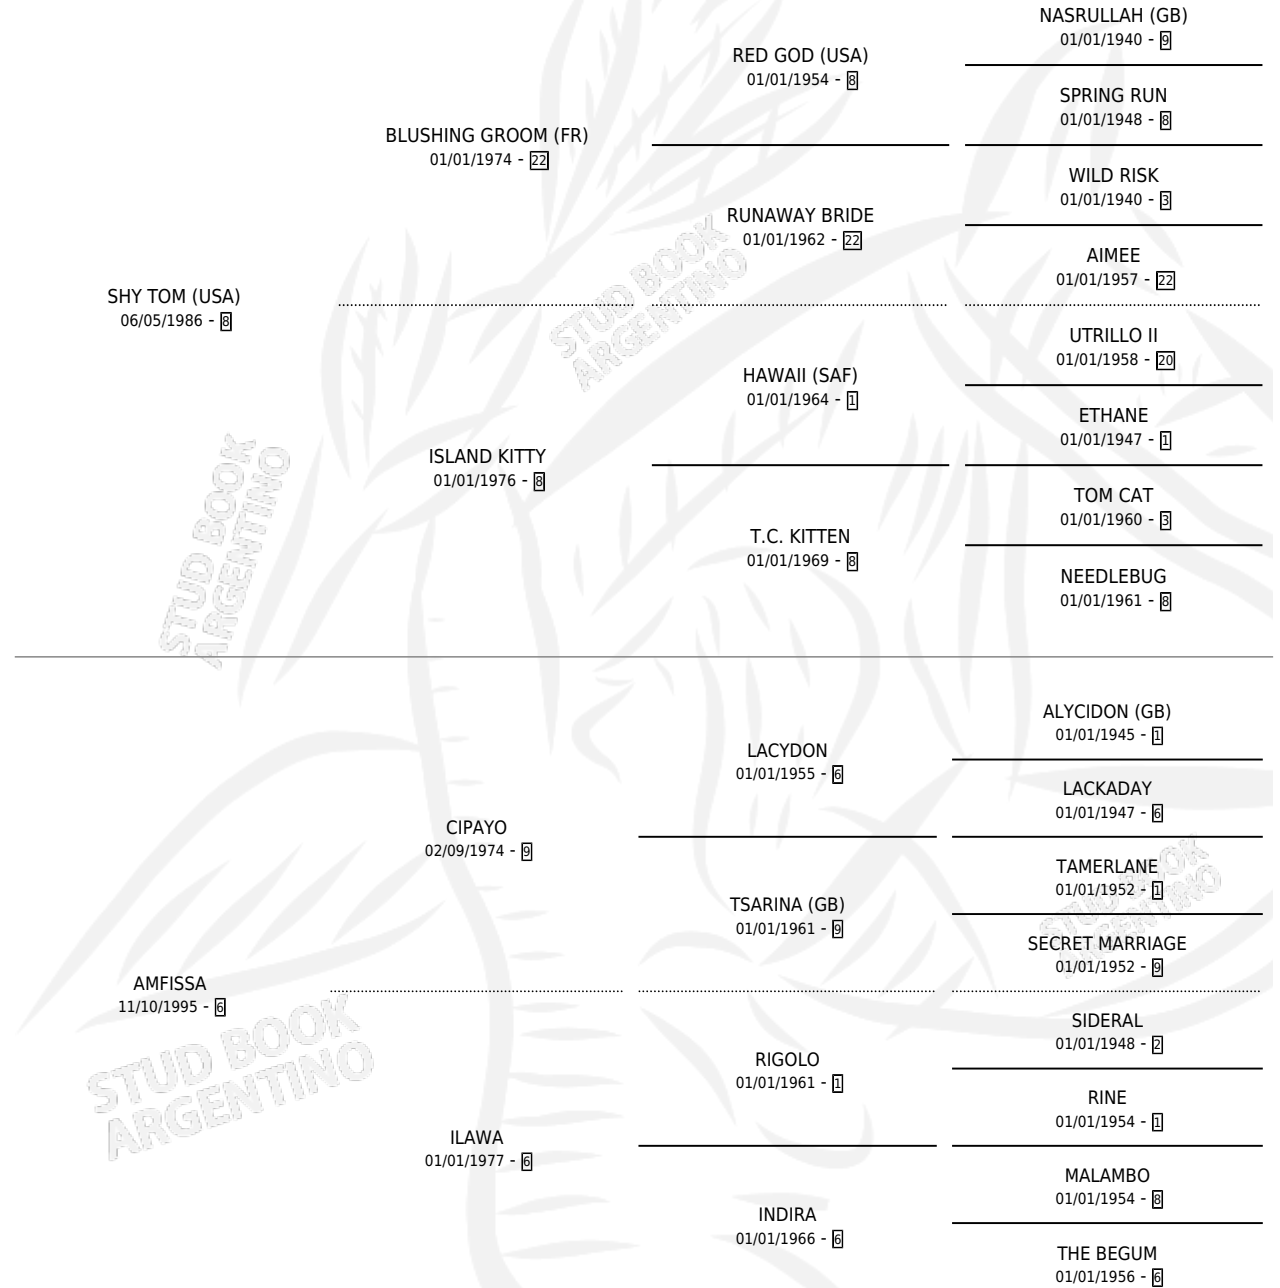 NASRULLAH (GB)
01/01/1940 - 9
RED GOD (USA)
01/01/1954 - 8
SPRING RUN
01/01/1948 - 8
BLUSHING GROOM (FR)
01/01/1974 - 22
WILD RISK
01/01/1940 - 3
RUNAWAY BRIDE
01/01/1962 - 22
AIMEE
01/01/1957 - 22
SHY TOM (USA)
06/05/1986 - 8
UTRILLO II
01/01/1958 - 20
HAWAII (SAF)
01/01/1964 - 1
ETHANE
01/01/1947 - 1
ISLAND KITTY
01/01/1976 - 8
TOM CAT
01/01/1960 - 3
T.C. KITTEN
01/01/1969 - 8
NEEDLEBUG
01/01/1961 - 8
ALYCIDON (GB)
01/01/1945 - 1
LACYDON
01/01/1955 - 6
LACKADAY
01/01/1947 - 6
CIPAYO
02/09/1974 - 9
TAMERLANE
01/01/1952 - 1
TSARINA (GB)
01/01/1961 - 9
SECRET MARRIAGE
01/01/1952 - 9
AMFISSA
11/10/1995 - 6
SIDERAL
01/01/1948 - 2
RIGOLO
01/01/1961 - 1
RINE
01/01/1954 - 1
ILAWA
01/01/1977 - 6
MALAMBO
01/01/1954 - 8
INDIRA
01/01/1966 - 6
THE BEGUM
01/01/1956 - 6
STUD BOOK
ARGENTINO
STUD BOOK
ARGENTINO
STUD BOOK
ARGENTINO
STUD BOOK
ARGENTINO